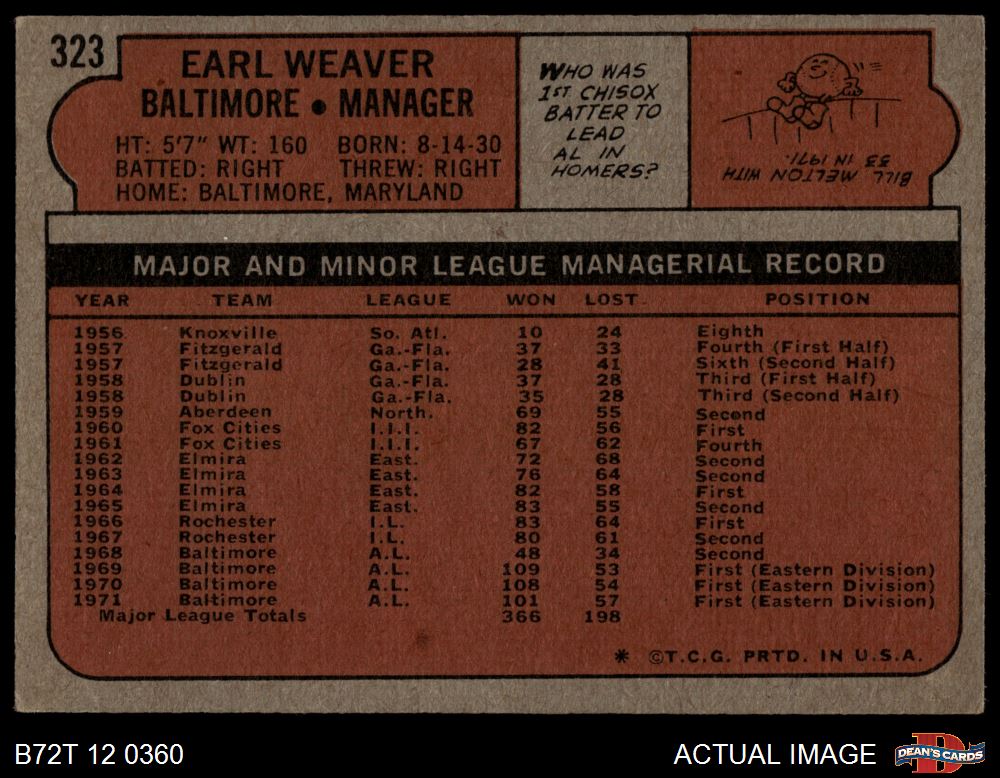 323
EARL WEAVER
BALTIMORE • MANAGER
HT: 5'7" WT: 160 BORN: 8-14-30
BATTED: RIGHT THREW: RIGHT
HOME: BALTIMORE, MARYLAND
WHO WAS
1ST CHISOX
BATTER TO
LEAD
AL IN
HOMERS?
BILL MELTON WITH
33 IN 1971.
MAJOR AND MINOR LEAGUE MANAGERIAL RECORD
YEAR TEAM LEAGUE WON LOST POSITION
1956 Knoxville So. Atl. 10 24 Eighth
1957 Fitzgerald Ga.-Fla. 37 33 Fourth (First Half)
1957 Fitzgerald Ga.-Fla. 28 41 Sixth (Second Half)
1958 Dublin Ga.-Fla. 37 28 Third (First Half)
1958 Dublin Ga.-Fla. 35 28 Third (Second Half)
1959 Aberdeen North. 69 55 Second
1960 Fox Cities I.I.I. 82 56 First
1961 Fox Cities I.I.I. 67 62 Fourth
1962 Elmira East. 72 68 Second
1963 Elmira East. 76 64 Second
1964 Elmira East. 82 58 First
1965 Elmira East. 83 55 Second
1966 Rochester I.L. 83 64 First
1967 Rochester I.L. 80 61 Second
1968 Baltimore A.L. 48 34 Second
1969 Baltimore A.L. 109 53 First (Eastern Division)
1970 Baltimore A.L. 108 54 First (Eastern Division)
1971 Baltimore A.L. 101 57 First (Eastern Division)
Major League Totals 366 198
* ©T.C.G. PRTD. IN U.S.A.
B72T 12 0360
ACTUAL IMAGE
DEAN'S CARDS